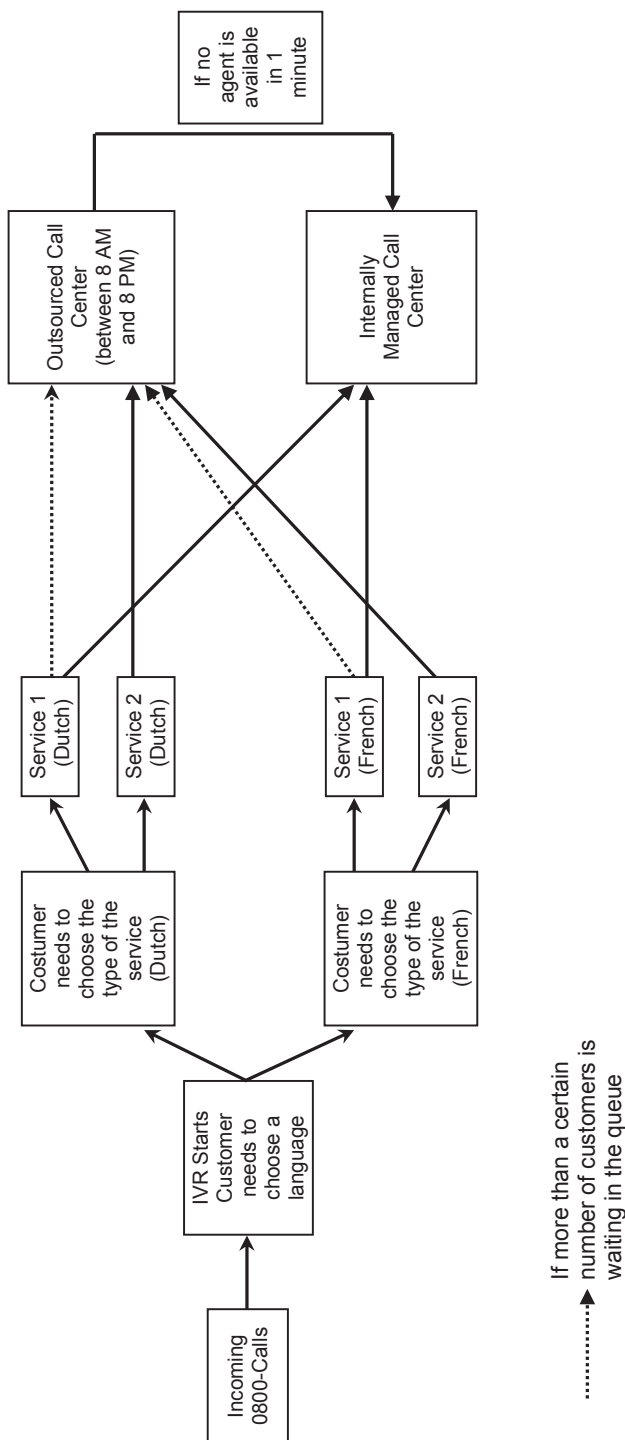 Incoming
0800-Calls
IVR Starts
Customer
needs to
choose a
language
Costumer
needs to
choose the
type of the
service
(Dutch)
Costumer
needs to
choose the
type of the
service
(French)
Service 1
(Dutch)
Service 2
(Dutch)
Service 1
(French)
Service 2
(French)
Outsourced Call
Center
(between 8 AM
and 8 PM)
Internally
Managed Call
Center
If no
agent is
available
in 1
minute
If more than a certain
number of customers is
waiting in the queue